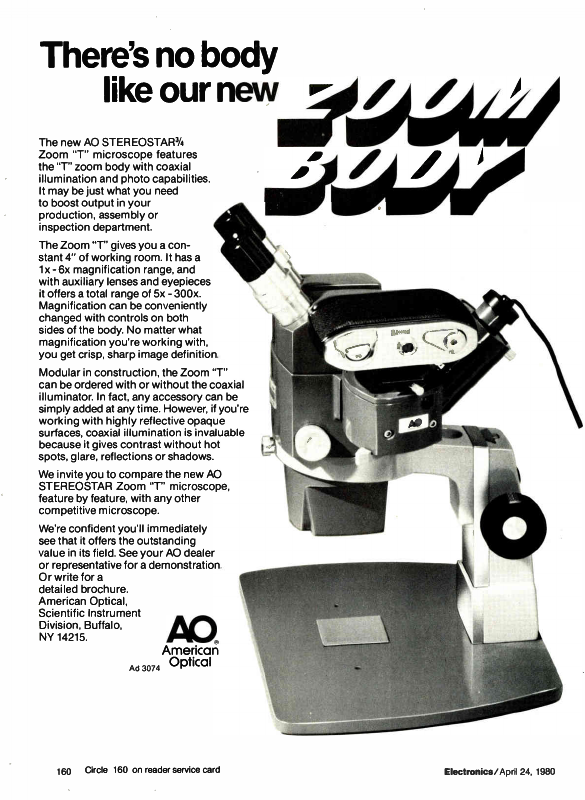 There's no body
like our new
ZOOM
BODY
The new AO STEREOSTAR¾
Zoom "T" microscope features
the "T" zoom body with coaxial
illumination and photo capabilities.
It may be just what you need
to boost output in your
production, assembly or
inspection department.
The Zoom "T" gives you a con-
stant 4" of working room. It has a
1x - 6x magnification range, and
with auxiliary lenses and eyepieces
it offers a total range of 5x - 300x.
Magnification can be conveniently
changed with controls on both
sides of the body. No matter what
magnification you're working with,
you get crisp, sharp image definition.
Modular in construction, the Zoom "T"
can be ordered with or without the coaxial
illuminator. In fact, any accessory can be
simply added at any time. However, if you're
working with highly reflective opaque
surfaces, coaxial illumination is invaluable
because it gives contrast without hot
spots, glare, reflections or shadows.
We invite you to compare the new AO
STEREOSTAR Zoom "T" microscope,
feature by feature, with any other
competitive microscope.
We're confident you'll immediately
see that it offers the outstanding
value in its field. See your AO dealer
or representative for a demonstration.
Or write for a
detailed brochure.
American Optical,
Scientific Instrument
Division, Buffalo,
NY 14215.
Ad 3074
AO®
American
Optical
AO
160 Circle 160 on reader service card
Electronics/April 24, 1980